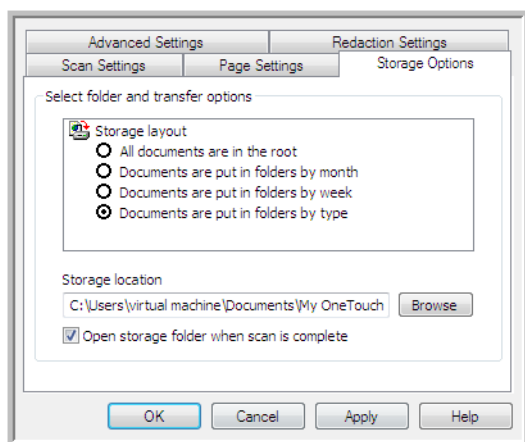 Advanced Settings
Redaction Settings
Scan Settings
Page Settings
Storage Options
Select folder and transfer options
Storage layout
All documents are in the root
Documents are put in folders by month
Documents are put in folders by week
Documents are put in folders by type
Storage location
C:\Users\virtual machine\Documents\My OneTouch
Browse
Open storage folder when scan is complete
OK
Cancel
Apply
Help